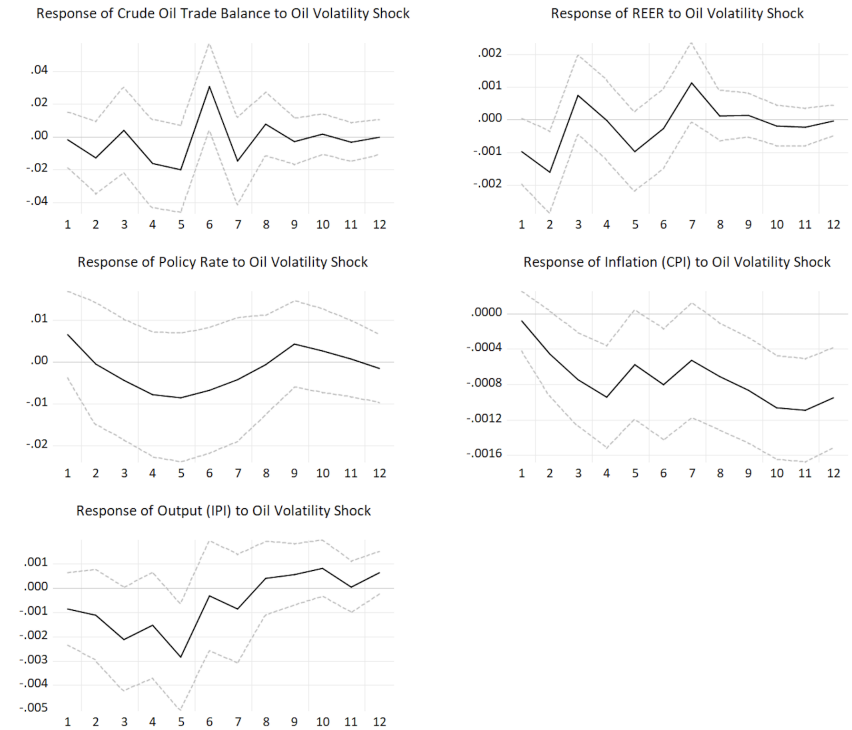 Response of Crude Oil Trade Balance to Oil Volatility Shock
.04
.02
.00
-.02
-.04
1 2 3 4 5 6 7 8 9 10 11 12
Response of REER to Oil Volatility Shock
.002
.001
.000
-.001
-.002
1 2 3 4 5 6 7 8 9 10 11 12
Response of Policy Rate to Oil Volatility Shock
.01
.00
-.01
-.02
1 2 3 4 5 6 7 8 9 10 11 12
Response of Inflation (CPI) to Oil Volatility Shock
.0000
-.0004
-.0008
-.0012
-.0016
1 2 3 4 5 6 7 8 9 10 11 12
Response of Output (IPI) to Oil Volatility Shock
.001
.000
-.001
-.002
-.003
-.004
-.005
1 2 3 4 5 6 7 8 9 10 11 12